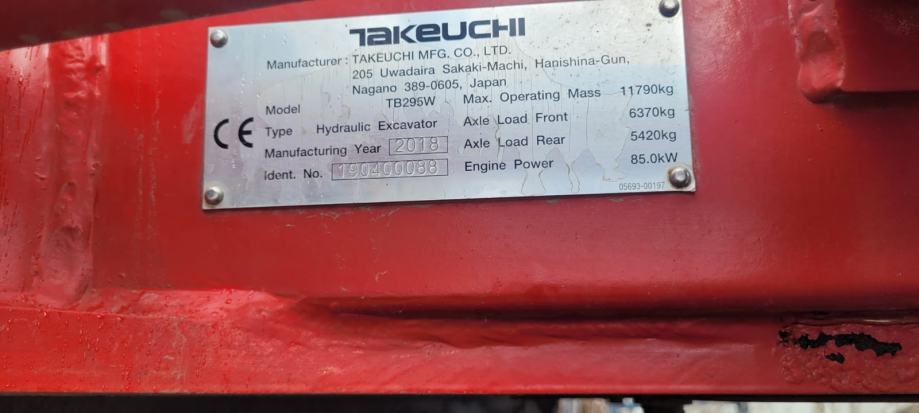 TAKEUCHI
Manufacturer : TAKEUCHI MFG. CO., LTD.
205 Uwadaira Sakaki-Machi, Hanishina-Gun,
Nagano 389-0605, Japan
CE
Model TB295W
Type Hydraulic Excavator
Manufacturing Year 2018
Ident. No. 190400088
Max. Operating Mass 11790kg
Axle Load Front 6370kg
Axle Load Rear 5420kg
Engine Power 85.0kW
05693-00197